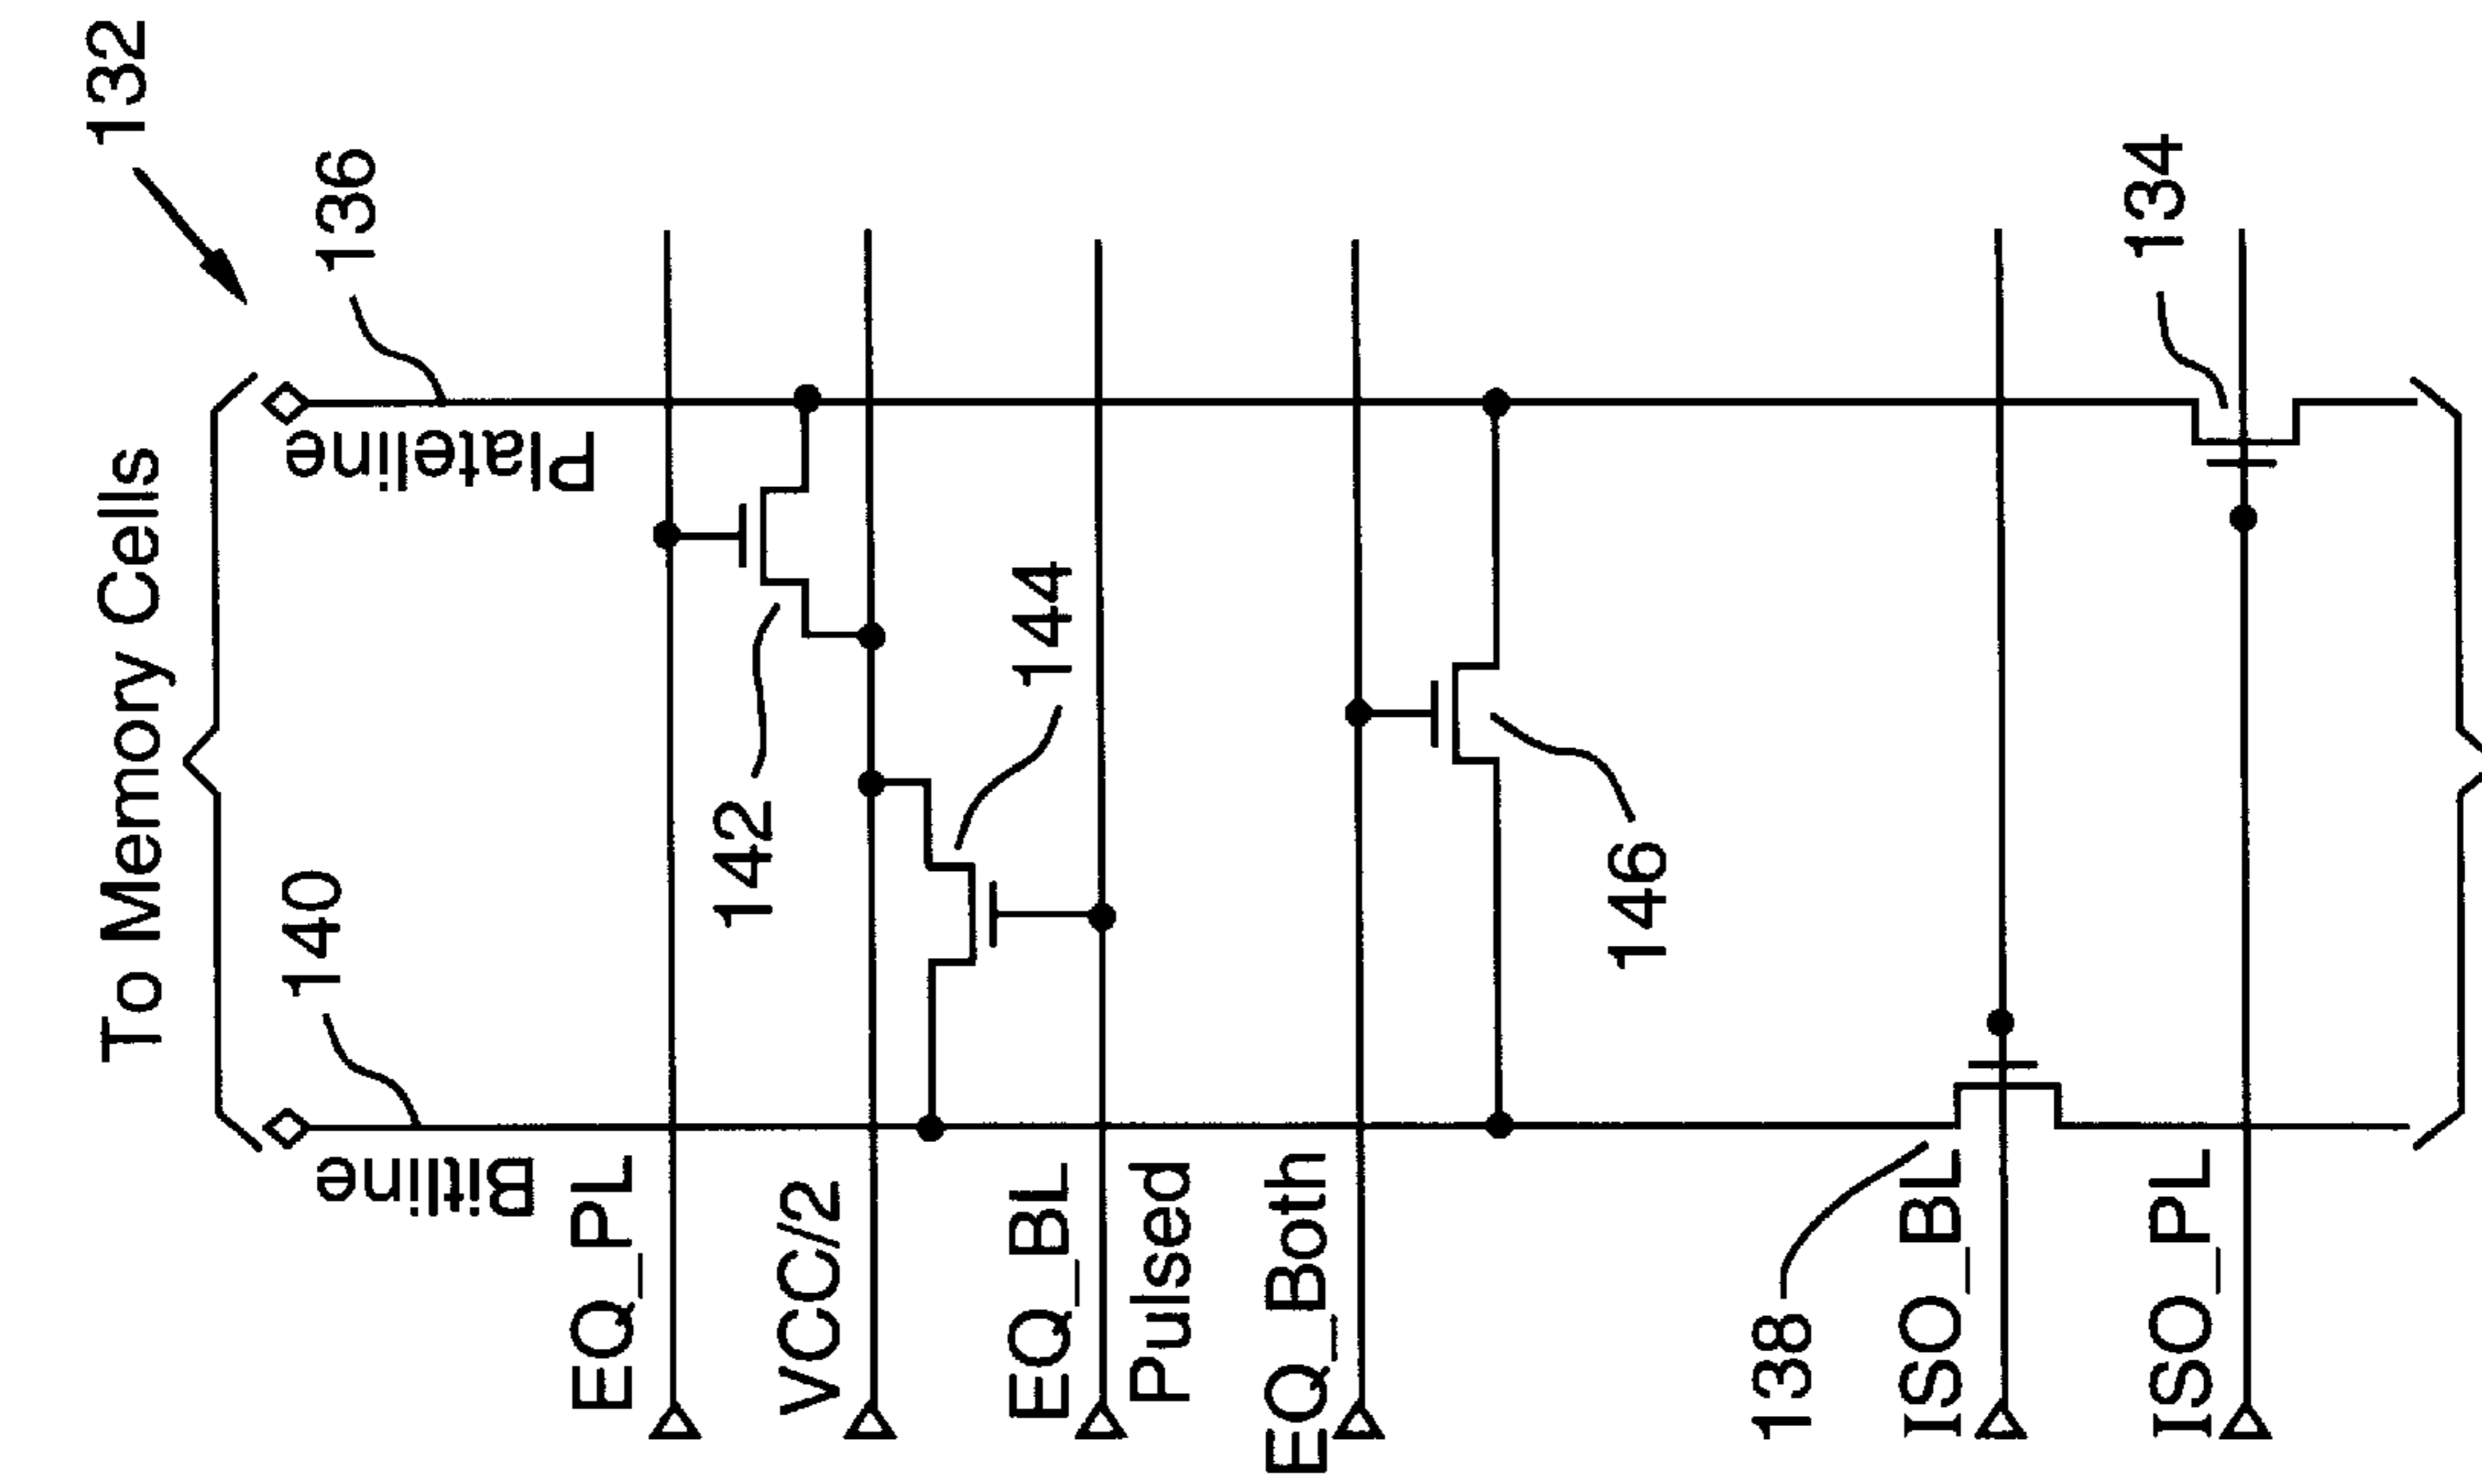 132
To Memory Cells
140
136
Bitline
Plateline
EQ_PL
142
VCC/2
144
EQ_BL
Pulsed
EQ_Both
146
138
ISO_BL
134
ISO_PL